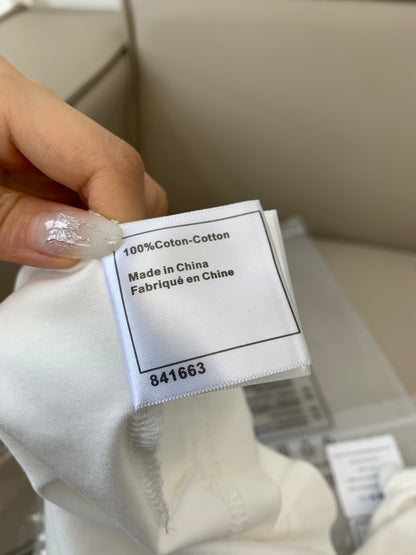 100%Coton-Cotton
Made in China
Fabriqué en Chine
841663